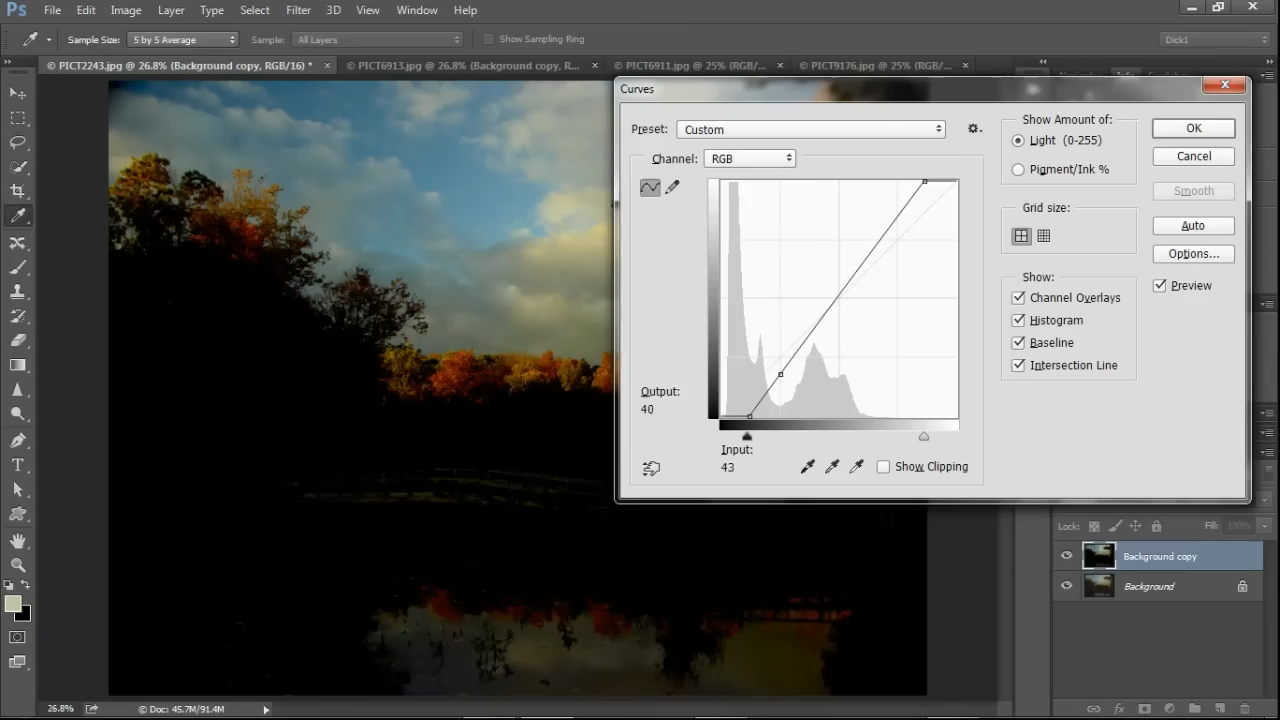 Ps File Edit Image Layer Type Select Filter 3D View Window Help
Sample Size: 5 by 5 Average Sample: All Layers Show Sampling Ring Dick1
© PICT2243.jpg @ 26.8% (Background copy, RGB/16) * × © PICT6913.jpg @ 26.8% (Background copy, R... × © PICT6911.jpg @ 25% (RGB/... × © PICT9176.jpg @ 25% (RGB/... ×
Info
Curves
Preset: Custom
Channel: RGB
Output:
40
Input:
43
Show Clipping
Show Amount of:
Light (0-255)
Pigment/Ink %
Grid size:
Show:
Channel Overlays
Histogram
Baseline
Intersection Line
OK
Cancel
Smooth
Auto
Options...
Preview
Lock: Fill: 100%
Background copy
Background
26.8% © Doc: 45.7M/91.4M